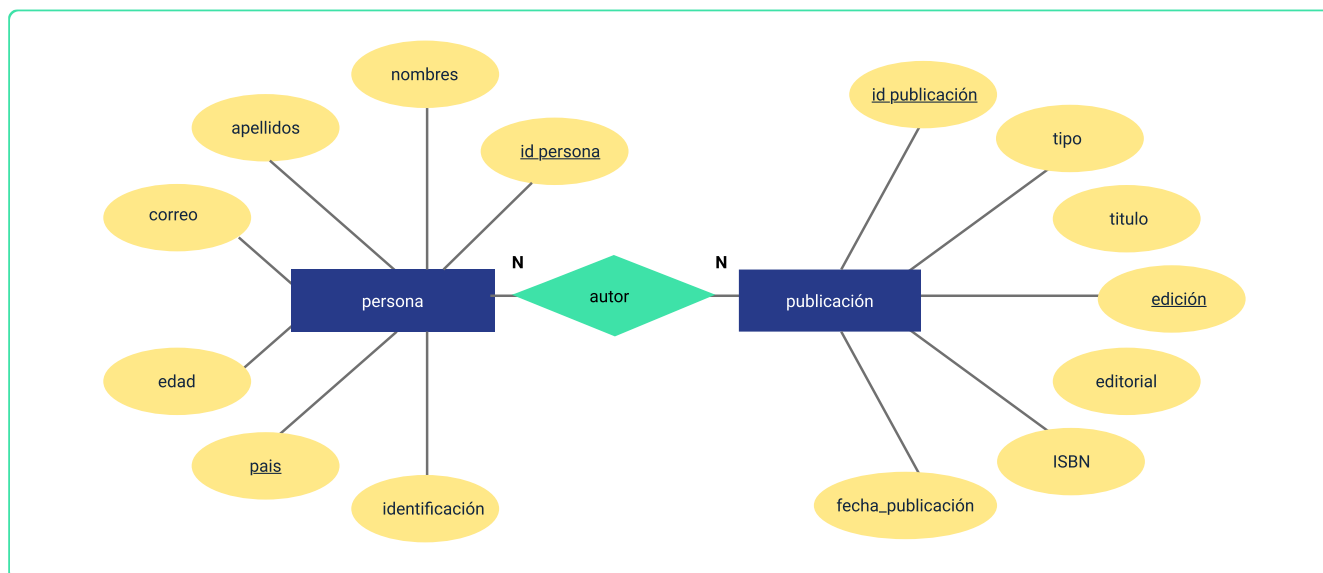 nombres
apellidos
id persona
correo
edad
pais
identificación
persona
N
autor
N
publicación
id publicación
tipo
titulo
edición
editorial
ISBN
fecha_publicación